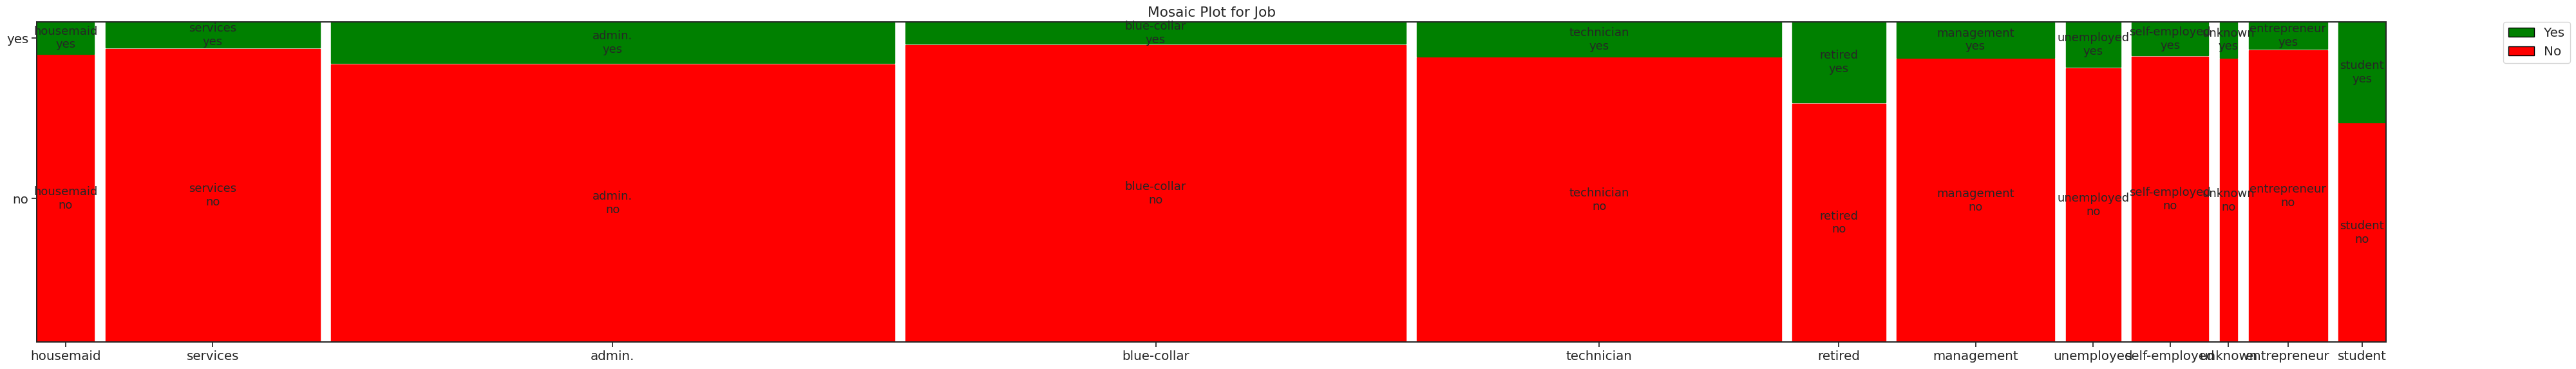 Mosaic Plot for Job
yes
no
housemaid
yes
services
yes
admin.
yes
blue-collar
yes
technician
yes
retired
yes
management
yes
unemployed
yes
self-employed
yes
unknown
yes
entrepreneur
yes
student
yes
housemaid
no
services
no
admin.
no
blue-collar
no
technician
no
retired
no
management
no
unemployed
no
self-employed
no
unknown
no
entrepreneur
no
student
no
housemaid services admin. blue-collar technician retired management unemployed self-employed unknown entrepreneur student
Yes
No